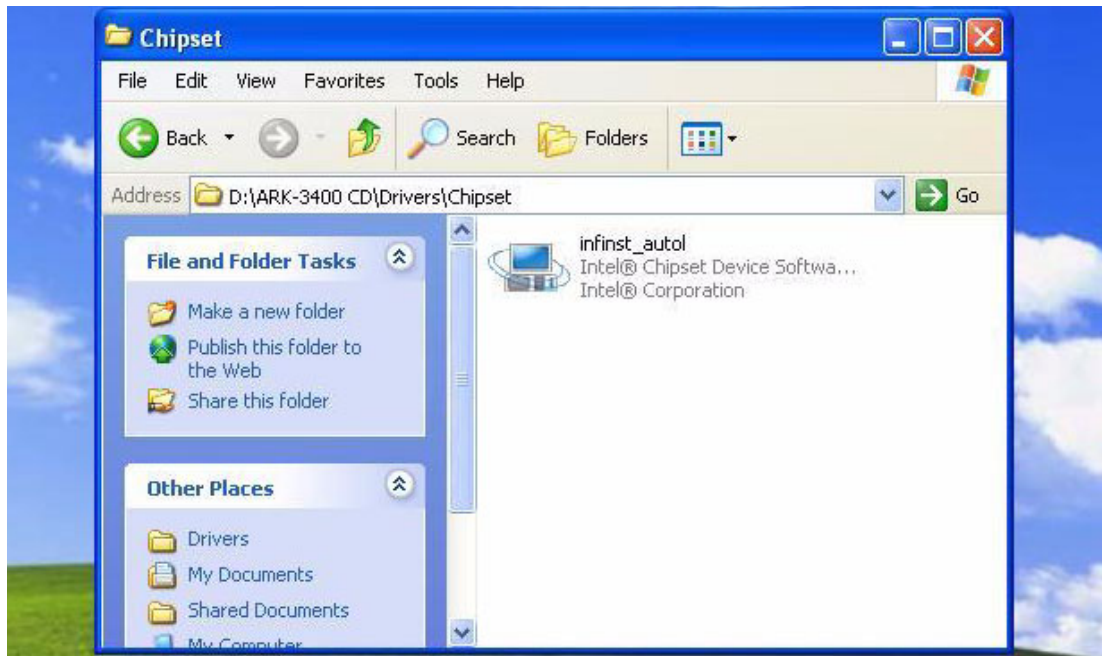 Chipset
File Edit View Favorites Tools Help
Back Search Folders
Address D:\ARK-3400 CD\Drivers\Chipset Go
File and Folder Tasks
Make a new folder
Publish this folder to
the Web
Share this folder
Other Places
Drivers
My Documents
Shared Documents
My Computer
infinst_autol
Intel® Chipset Device Softwa...
Intel® Corporation